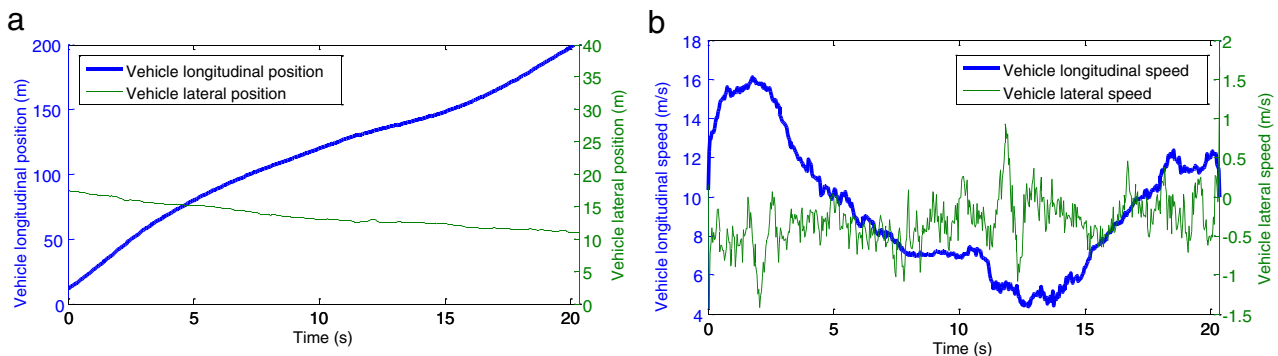 a
Vehicle longitudinal position (m)
200
150
100
50
0
Vehicle longitudinal position
Vehicle lateral position
40
35
30
25
20
15
10
5
0
Vehicle lateral position (m)
0 5 10 15 20
Time (s)
b
Vehicle longitudinal speed (m/s)
18
16
14
12
10
8
6
4
Vehicle longitudinal speed
Vehicle lateral speed
2
1.5
1
0.5
0
-0.5
-1
-1.5
Vehicle lateral speed (m/s)
0 5 10 15 20
Time (s)